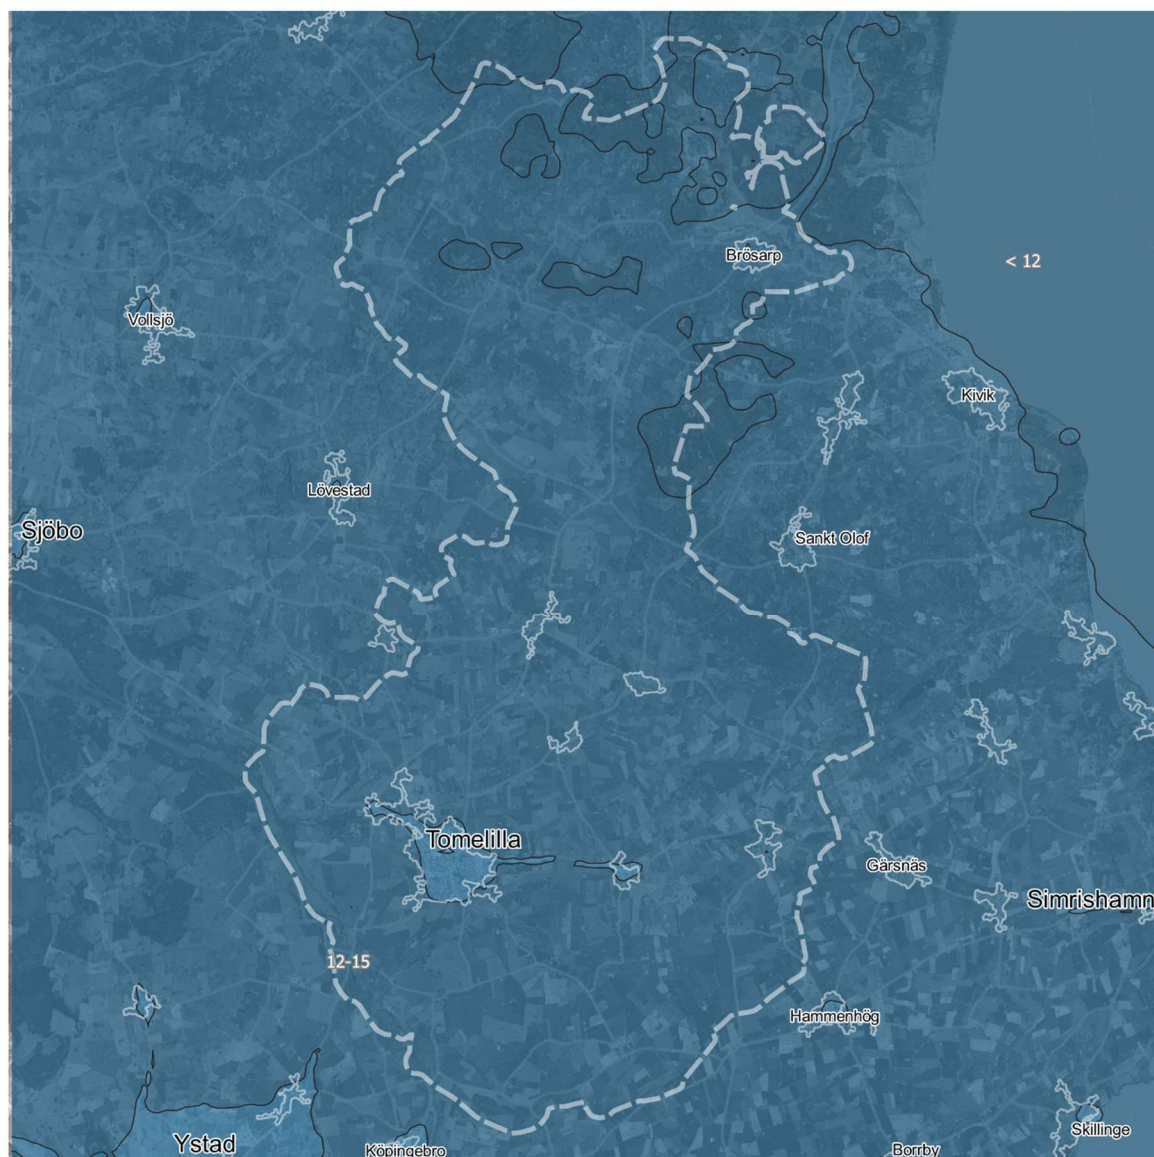 Brösarp
< 12
Vollsjö
Kivik
Lövestad
Sjöbo
Sankt Olof
Tomelilla
Gärsnäs
Simrishamn
12-15
Hammenhög
Skillinge
Ystad
Köpingebro
Borrby